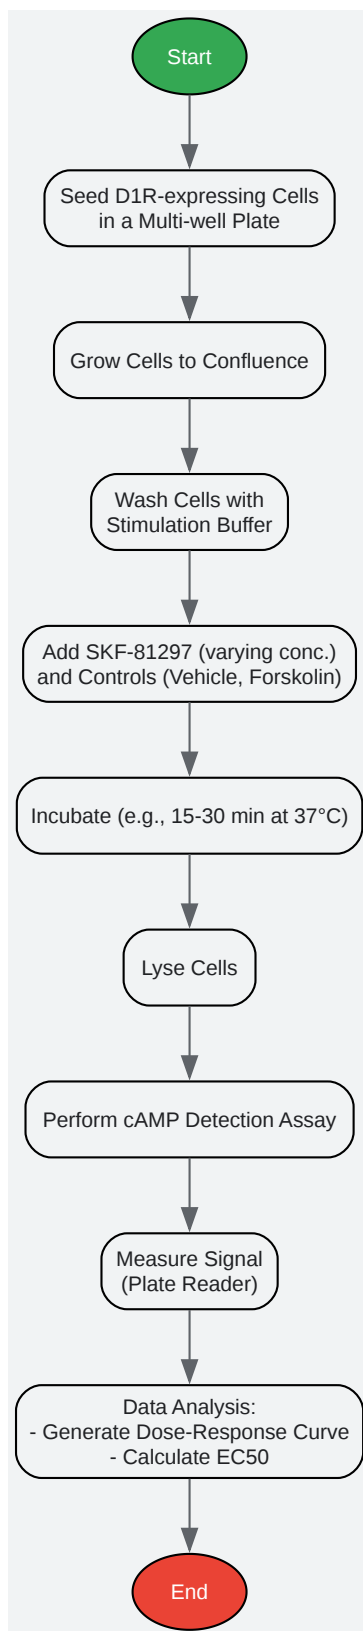 Start
Seed D1R-expressing Cells
in a Multi-well Plate
Grow Cells to Confluence
Wash Cells with
Stimulation Buffer
Add SKF-81297 (varying conc.)
and Controls (Vehicle, Forskolin)
Incubate (e.g., 15-30 min at 37°C)
Lyse Cells
Perform cAMP Detection Assay
Measure Signal
(Plate Reader)
Data Analysis:
- Generate Dose-Response Curve
- Calculate EC50
End